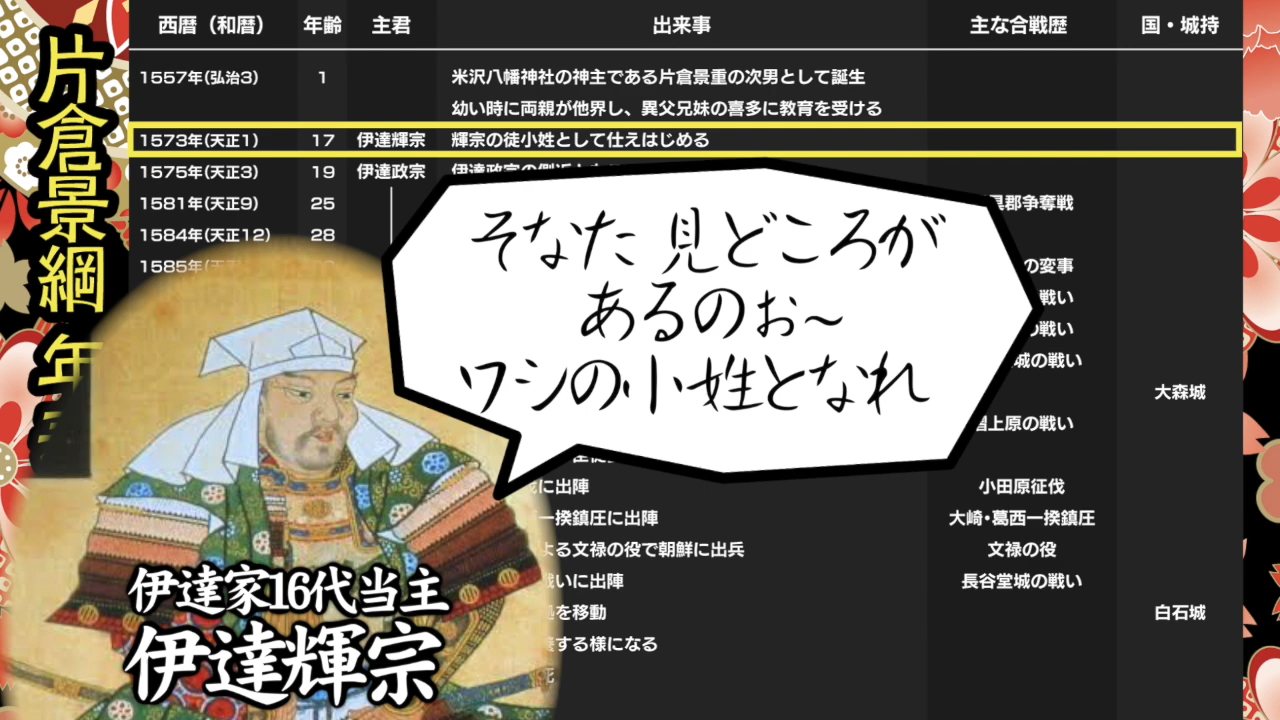 片倉景綱 年
西暦（和暦） 年齢 主君 出来事 主な合戦歴 国・城持
1557年(弘治3) 1 米沢八幡神社の神主である片倉景重の次男として誕生
幼い時に両親が他界し、異父兄妹の喜多に教育を受ける
1573年(天正1) 17 伊達輝宗 輝宗の徒小姓として仕えはじめる
1575年(天正3) 19 伊達政宗
1581年(天正9) 25 郡争奪戦
1584年(天正12) 28
1585年 の変事
戦い
の戦い
城の戦い
大森城
上原の戦い
に出陣 小田原征伐
一揆鎮圧に出陣 大崎・葛西一揆鎮圧
よる文禄の役で朝鮮に出兵 文禄の役
戦いに出陣 長谷堂城の戦い
を移動 白石城
する様になる
そなた 見どころが
あるのぉ〜
ワシの小姓となれ
伊達家16代当主
伊達輝宗